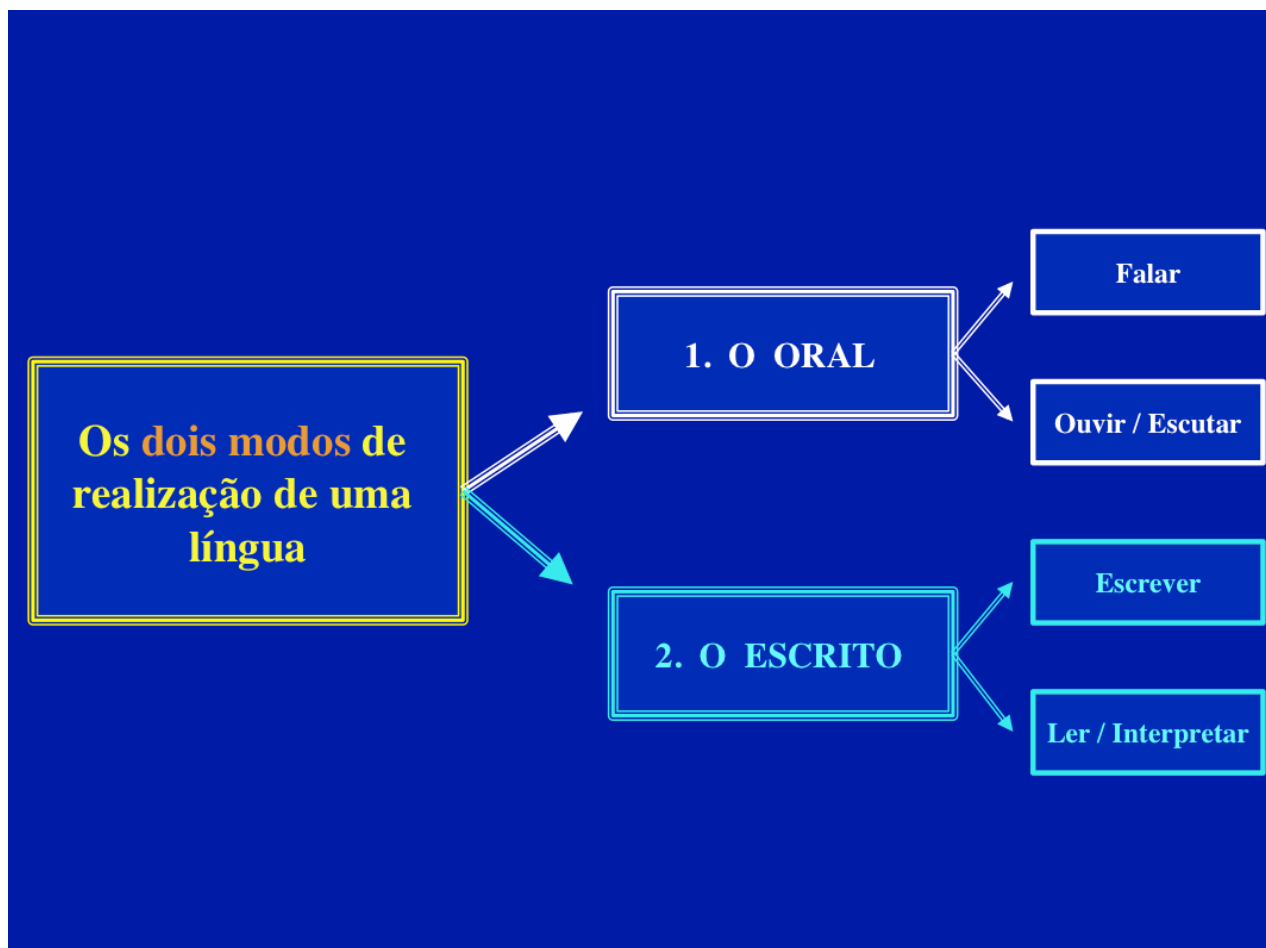 Os dois modos de
realização de uma
língua
1. O ORAL
Falar
Ouvir / Escutar
2. O ESCRITO
Escrever
Ler / Interpretar